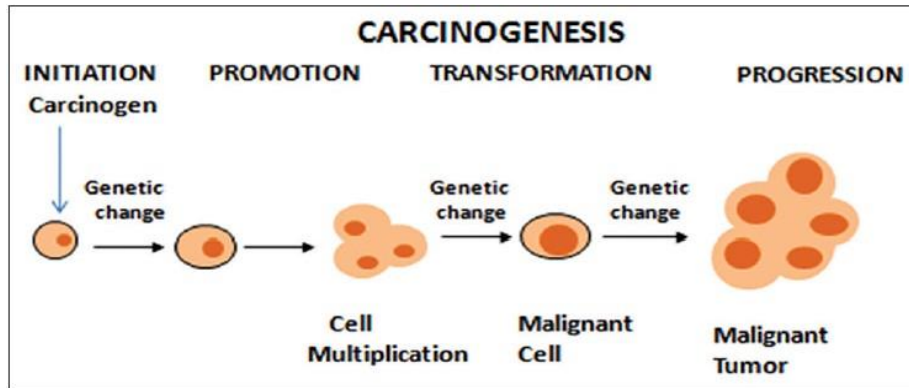 CARCINOGENESIS
INITIATION PROMOTION TRANSFORMATION PROGRESSION
Carcinogen
Genetic change
Genetic change
Genetic change
Cell
Multiplication
Malignant
Cell
Malignant
Tumor